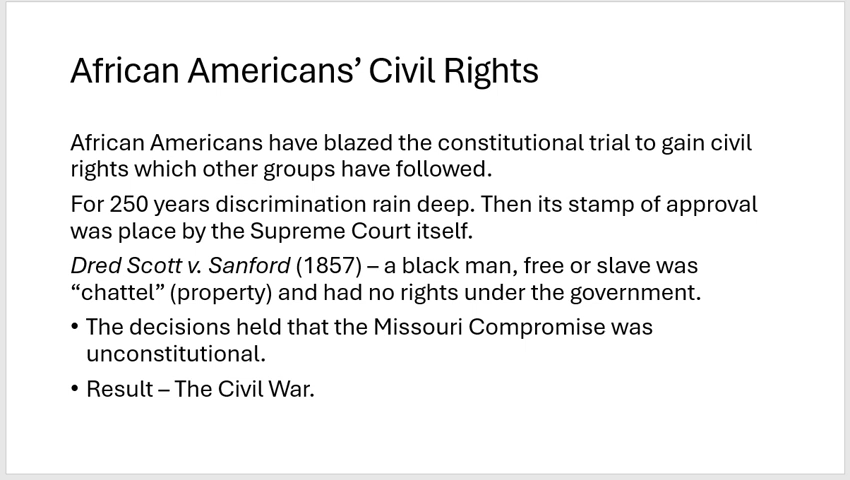 African Americans’ Civil Rights
African Americans have blazed the constitutional trial to gain civil
rights which other groups have followed.
For 250 years discrimination rain deep. Then its stamp of approval
was place by the Supreme Court itself.
Dred Scott v. Sanford (1857) – a black man, free or slave was
“chattel” (property) and had no rights under the government.
• The decisions held that the Missouri Compromise was
unconstitutional.
• Result – The Civil War.